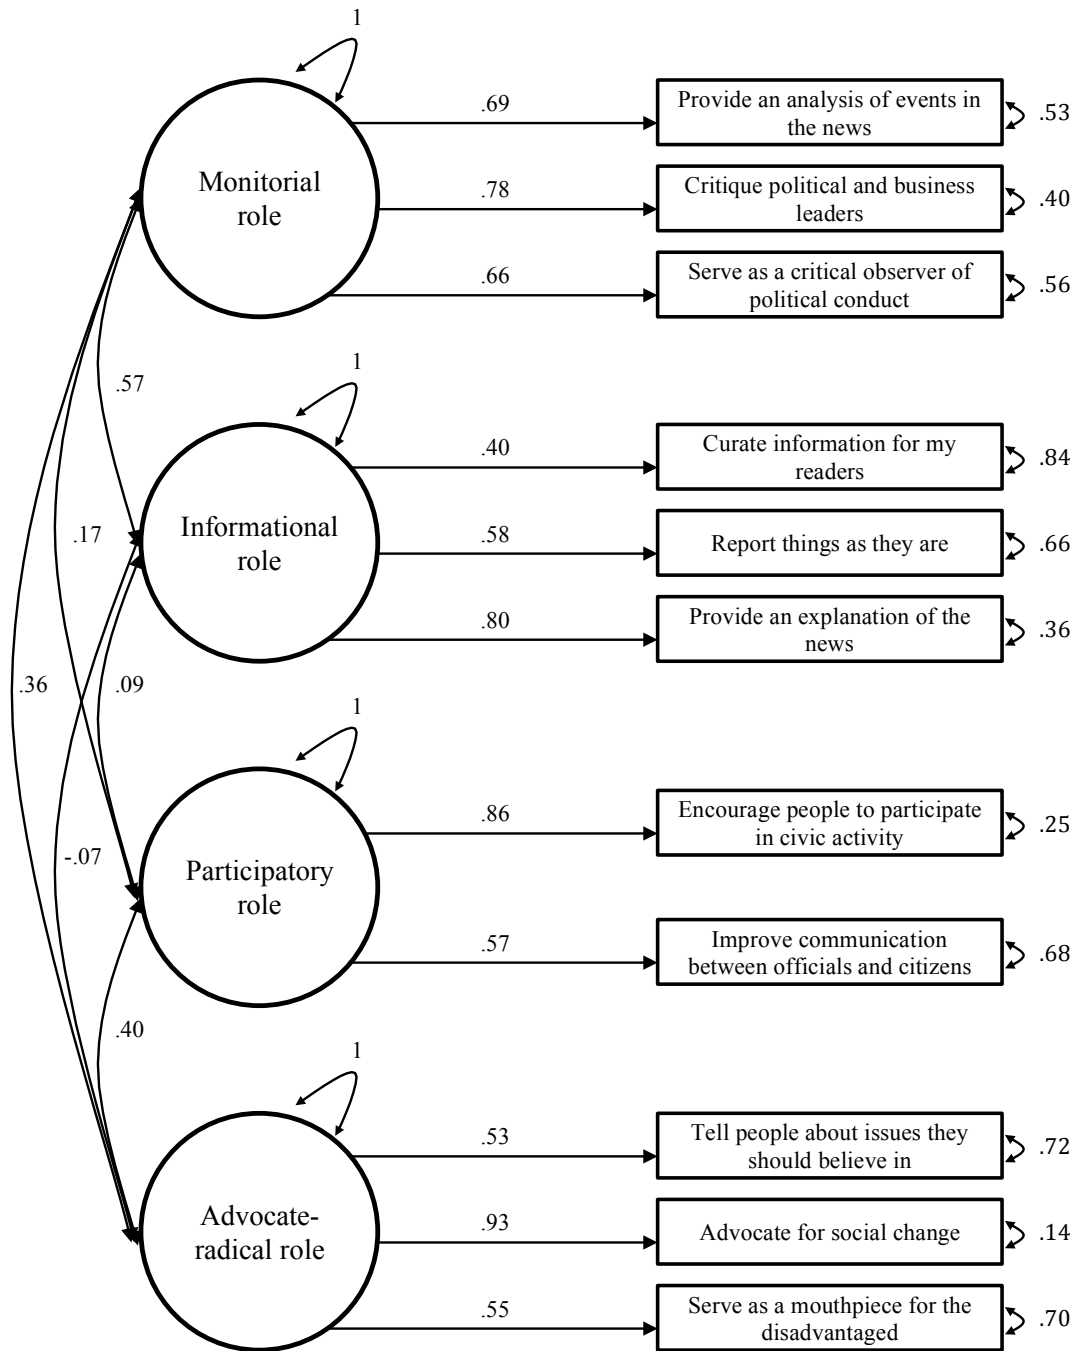 1
.69
Provide an analysis of events in
the news
.53
Monitorial
role
.78
Critique political and business
leaders
.40
.66
Serve as a critical observer of
political conduct
.56
1
.57
.40
Curate information for my
readers
.84
Informational
role
.17
.58
Report things as they are
.66
.80
Provide an explanation of the
news
.36
.36
.09
1
.86
Encourage people to participate
in civic activity
.25
-.07
Participatory
role
.57
Improve communication
between officials and citizens
.68
.40
1
.53
Tell people about issues they
should believe in
.72
Advocate-
radical role
.93
Advocate for social change
.14
.55
Serve as a mouthpiece for the
disadvantaged
.70